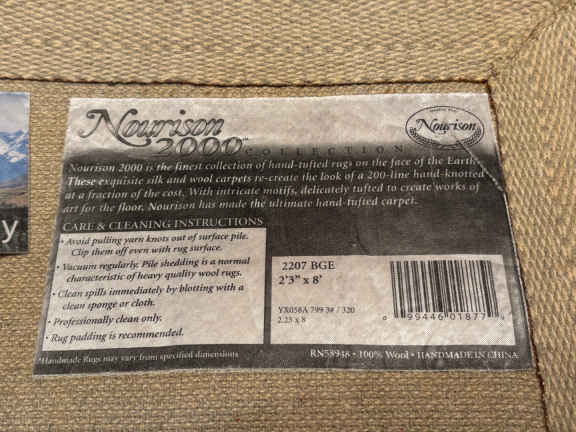 Nourison
2000™ COLLECTION
Nourison
Nourison 2000 is the finest collection of hand-tufted rugs on the face of the Earth.
These exquisite silk and wool carpets re-create the look of a 200-line hand-knotted
at a fraction of the cost. With intricate motifs, delicately tufted to create works of
art for the floor, Nourison has made the ultimate hand-tufted carpet.
CARE & CLEANING INSTRUCTIONS
• Avoid pulling yarn knots out of surface pile.
Clip them off even with rug surface.
• Vacuum regularly. Pile shedding is a normal
characteristic of heavy quality wool rugs.
• Clean spills immediately by blotting with a
clean sponge or cloth.
• Professionally clean only.
• Rug padding is recommended.
*Handmade Rugs may vary from specified dimensions
2207 BGE
2'3" x 8'
YX058A 799 3# / 320
2.25 x 8
0 99446 01877
RN58948 • 100% Wool • HANDMADE IN CHINA
y